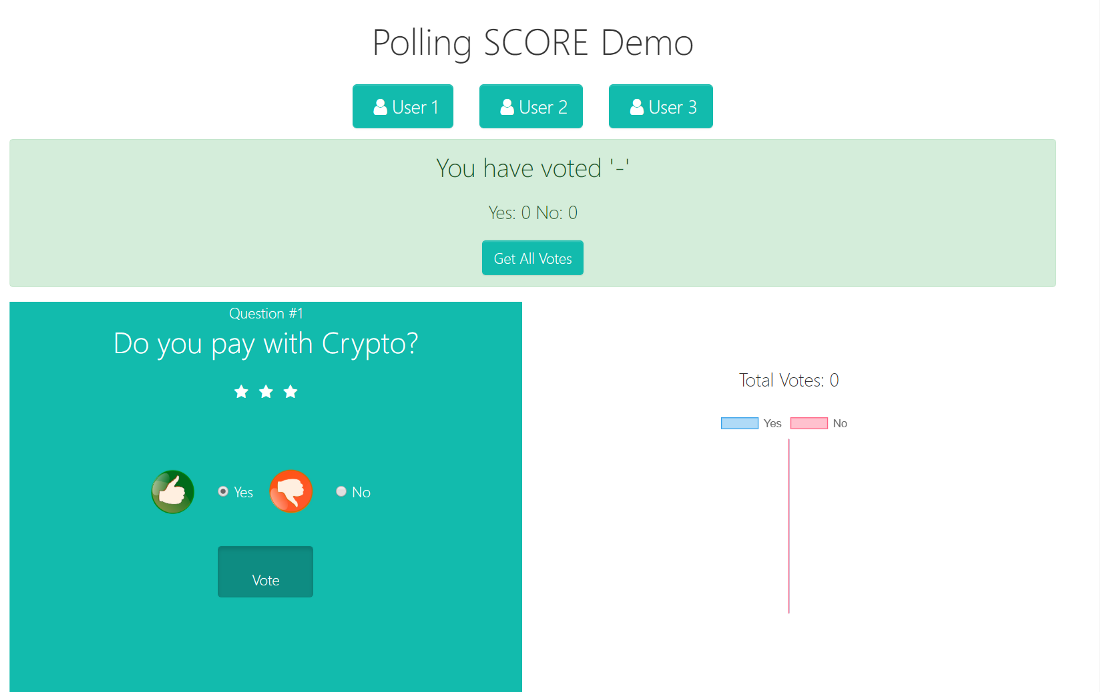 Polling SCORE Demo
User 1 User 2 User 3
You have voted '-'
Yes: 0 No: 0
Get All Votes
Question #1
Do you pay with Crypto?
Yes No
Vote
Total Votes: 0
Yes No